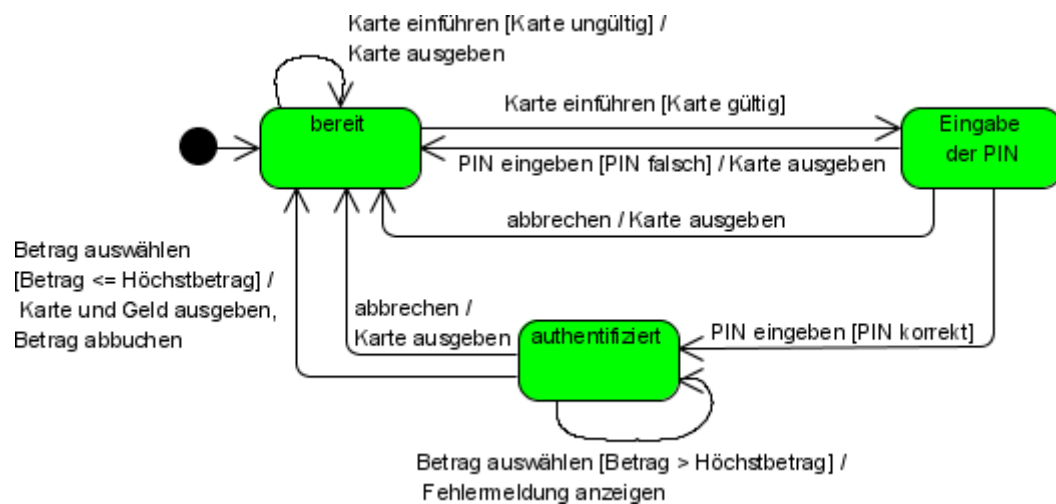 Karte einführen [Karte ungültig] /
Karte ausgeben
bereit
Karte einführen [Karte gültig]
Eingabe
der PIN
PIN eingeben [PIN falsch] / Karte ausgeben
abbrechen / Karte ausgeben
Betrag auswählen
[Betrag <= Höchstbetrag] /
Karte und Geld ausgeben,
Betrag abbuchen
abbrechen /
Karte ausgeben
authentifiziert
PIN eingeben [PIN korrekt]
Betrag auswählen [Betrag > Höchstbetrag] /
Fehlermeldung anzeigen